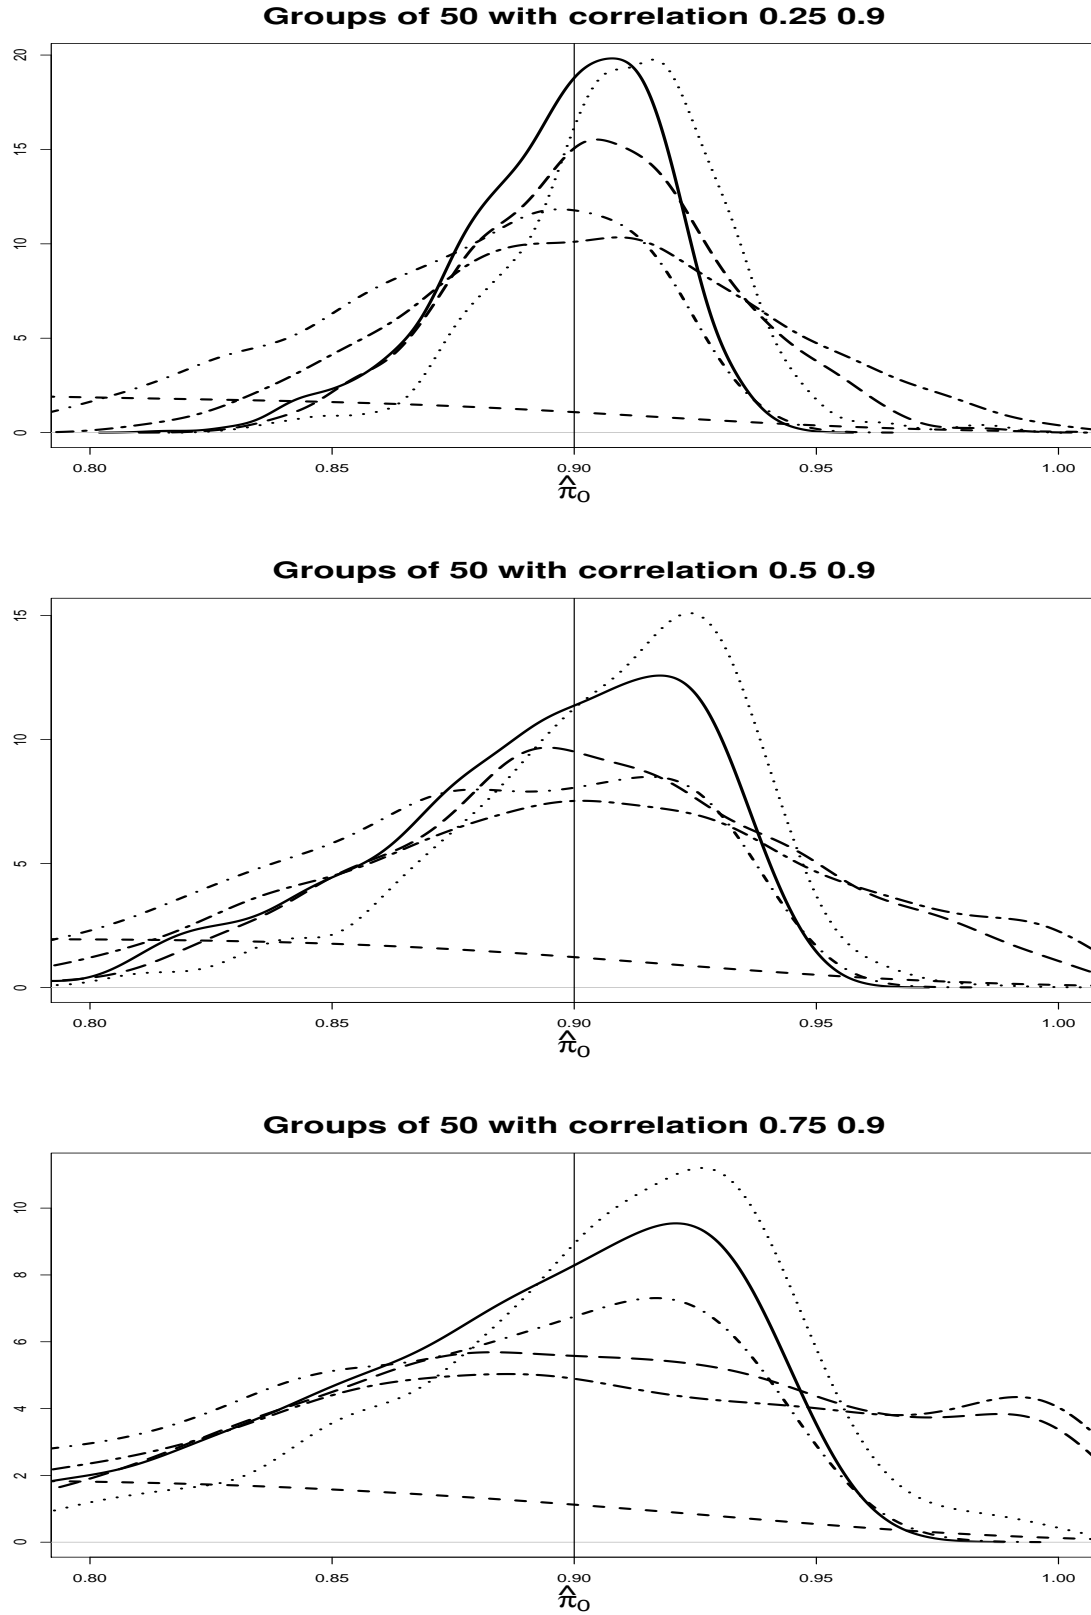 Groups of 50 with correlation 0.25 0.9
20
15
10
5
0
0.80 0.85 0.90 0.95 1.00
π̂₀
Groups of 50 with correlation 0.5 0.9
15
10
5
0
0.80 0.85 0.90 0.95 1.00
π̂₀
Groups of 50 with correlation 0.75 0.9
10
8
6
4
2
0
0.80 0.85 0.90 0.95 1.00
π̂₀